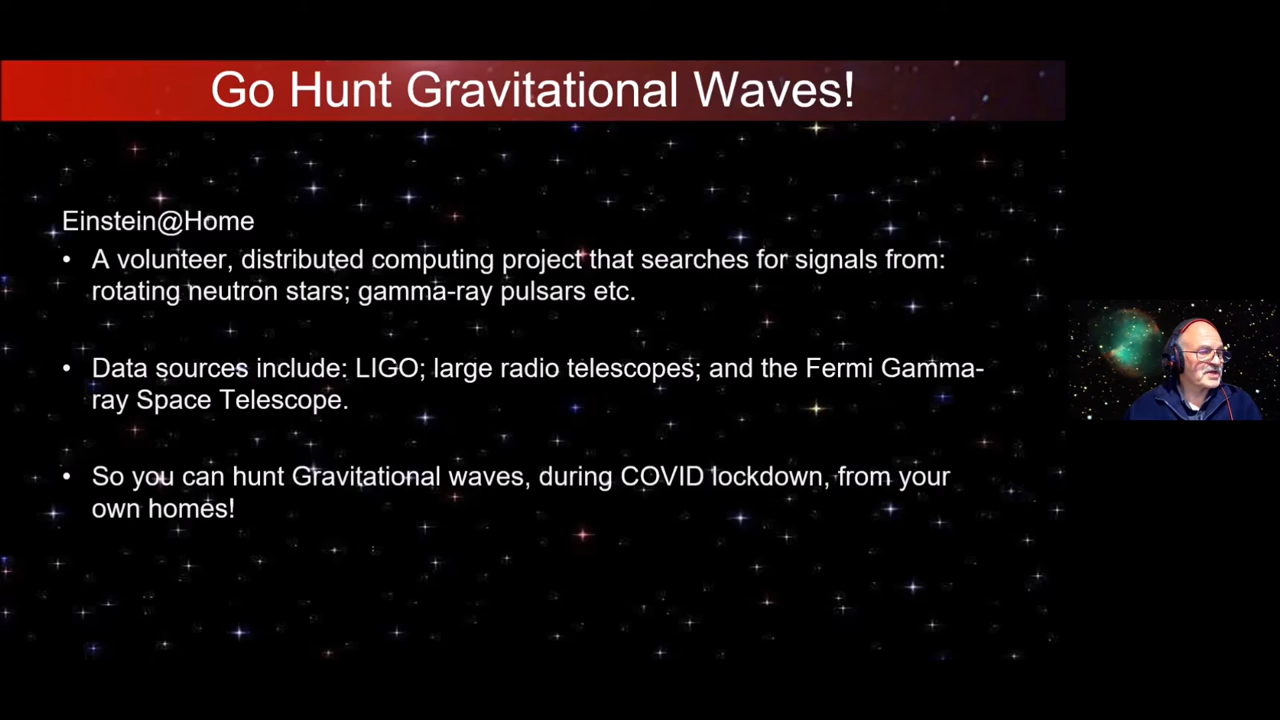 Go Hunt Gravitational Waves!
Einstein@Home
• A volunteer, distributed computing project that searches for signals from:
rotating neutron stars; gamma-ray pulsars etc.
• Data sources include: LIGO; large radio telescopes; and the Fermi Gamma-
ray Space Telescope.
• So you can hunt Gravitational waves, during COVID lockdown, from your
own homes!